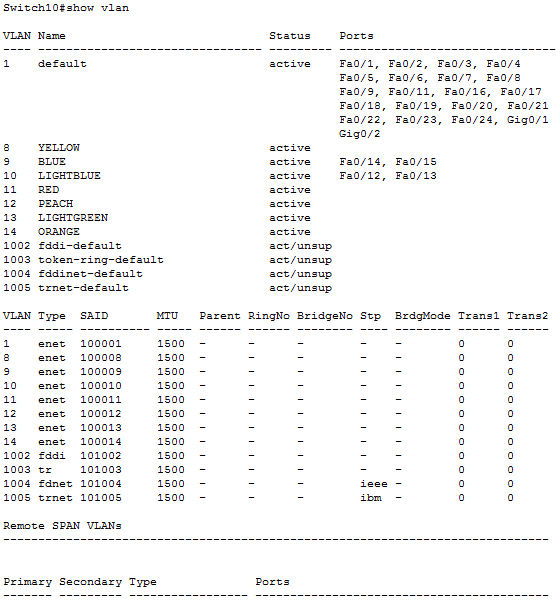 Switch10#show vlan
VLAN Name                             Status    Ports
---- -------------------------------- --------- -------------------------------
1    default                          active    Fa0/1, Fa0/2, Fa0/3, Fa0/4
                                                Fa0/5, Fa0/6, Fa0/7, Fa0/8
                                                Fa0/9, Fa0/11, Fa0/16, Fa0/17
                                                Fa0/18, Fa0/19, Fa0/20, Fa0/21
                                                Fa0/22, Fa0/23, Fa0/24, Gig0/1
                                                Gig0/2
8    YELLOW                           active
9    BLUE                             active    Fa0/14, Fa0/15
10   LIGHTBLUE                        active    Fa0/12, Fa0/13
11   RED                              active
12   PEACH                            active
13   LIGHTGREEN                       active
14   ORANGE                           active
1002 fddi-default                     act/unsup
1003 token-ring-default               act/unsup
1004 fddinet-default                  act/unsup
1005 trnet-default                    act/unsup
VLAN Type  SAID       MTU   Parent RingNo BridgeNo Stp  BrdgMode Trans1 Trans2
---- ----- ---------- ----- ------ ------ -------- ---- -------- ------ ------
1    enet  100001     1500  -      -      -        -    -        0      0
8    enet  100008     1500  -      -      -        -    -        0      0
9    enet  100009     1500  -      -      -        -    -        0      0
10   enet  100010     1500  -      -      -        -    -        0      0
11   enet  100011     1500  -      -      -        -    -        0      0
12   enet  100012     1500  -      -      -        -    -        0      0
13   enet  100013     1500  -      -      -        -    -        0      0
14   enet  100014     1500  -      -      -        -    -        0      0
1002 fddi  101002     1500  -      -      -        -    -        0      0
1003 tr    101003     1500  -      -      -        -    -        0      0
1004 fdnet 101004     1500  -      -      -        ieee -        0      0
1005 trnet 101005     1500  -      -      -        ibm  -        0      0
Remote SPAN VLANs
------------------------------------------------------------------------------
Primary Secondary Type              Ports
------- --------- ----------------- ------------------------------------------